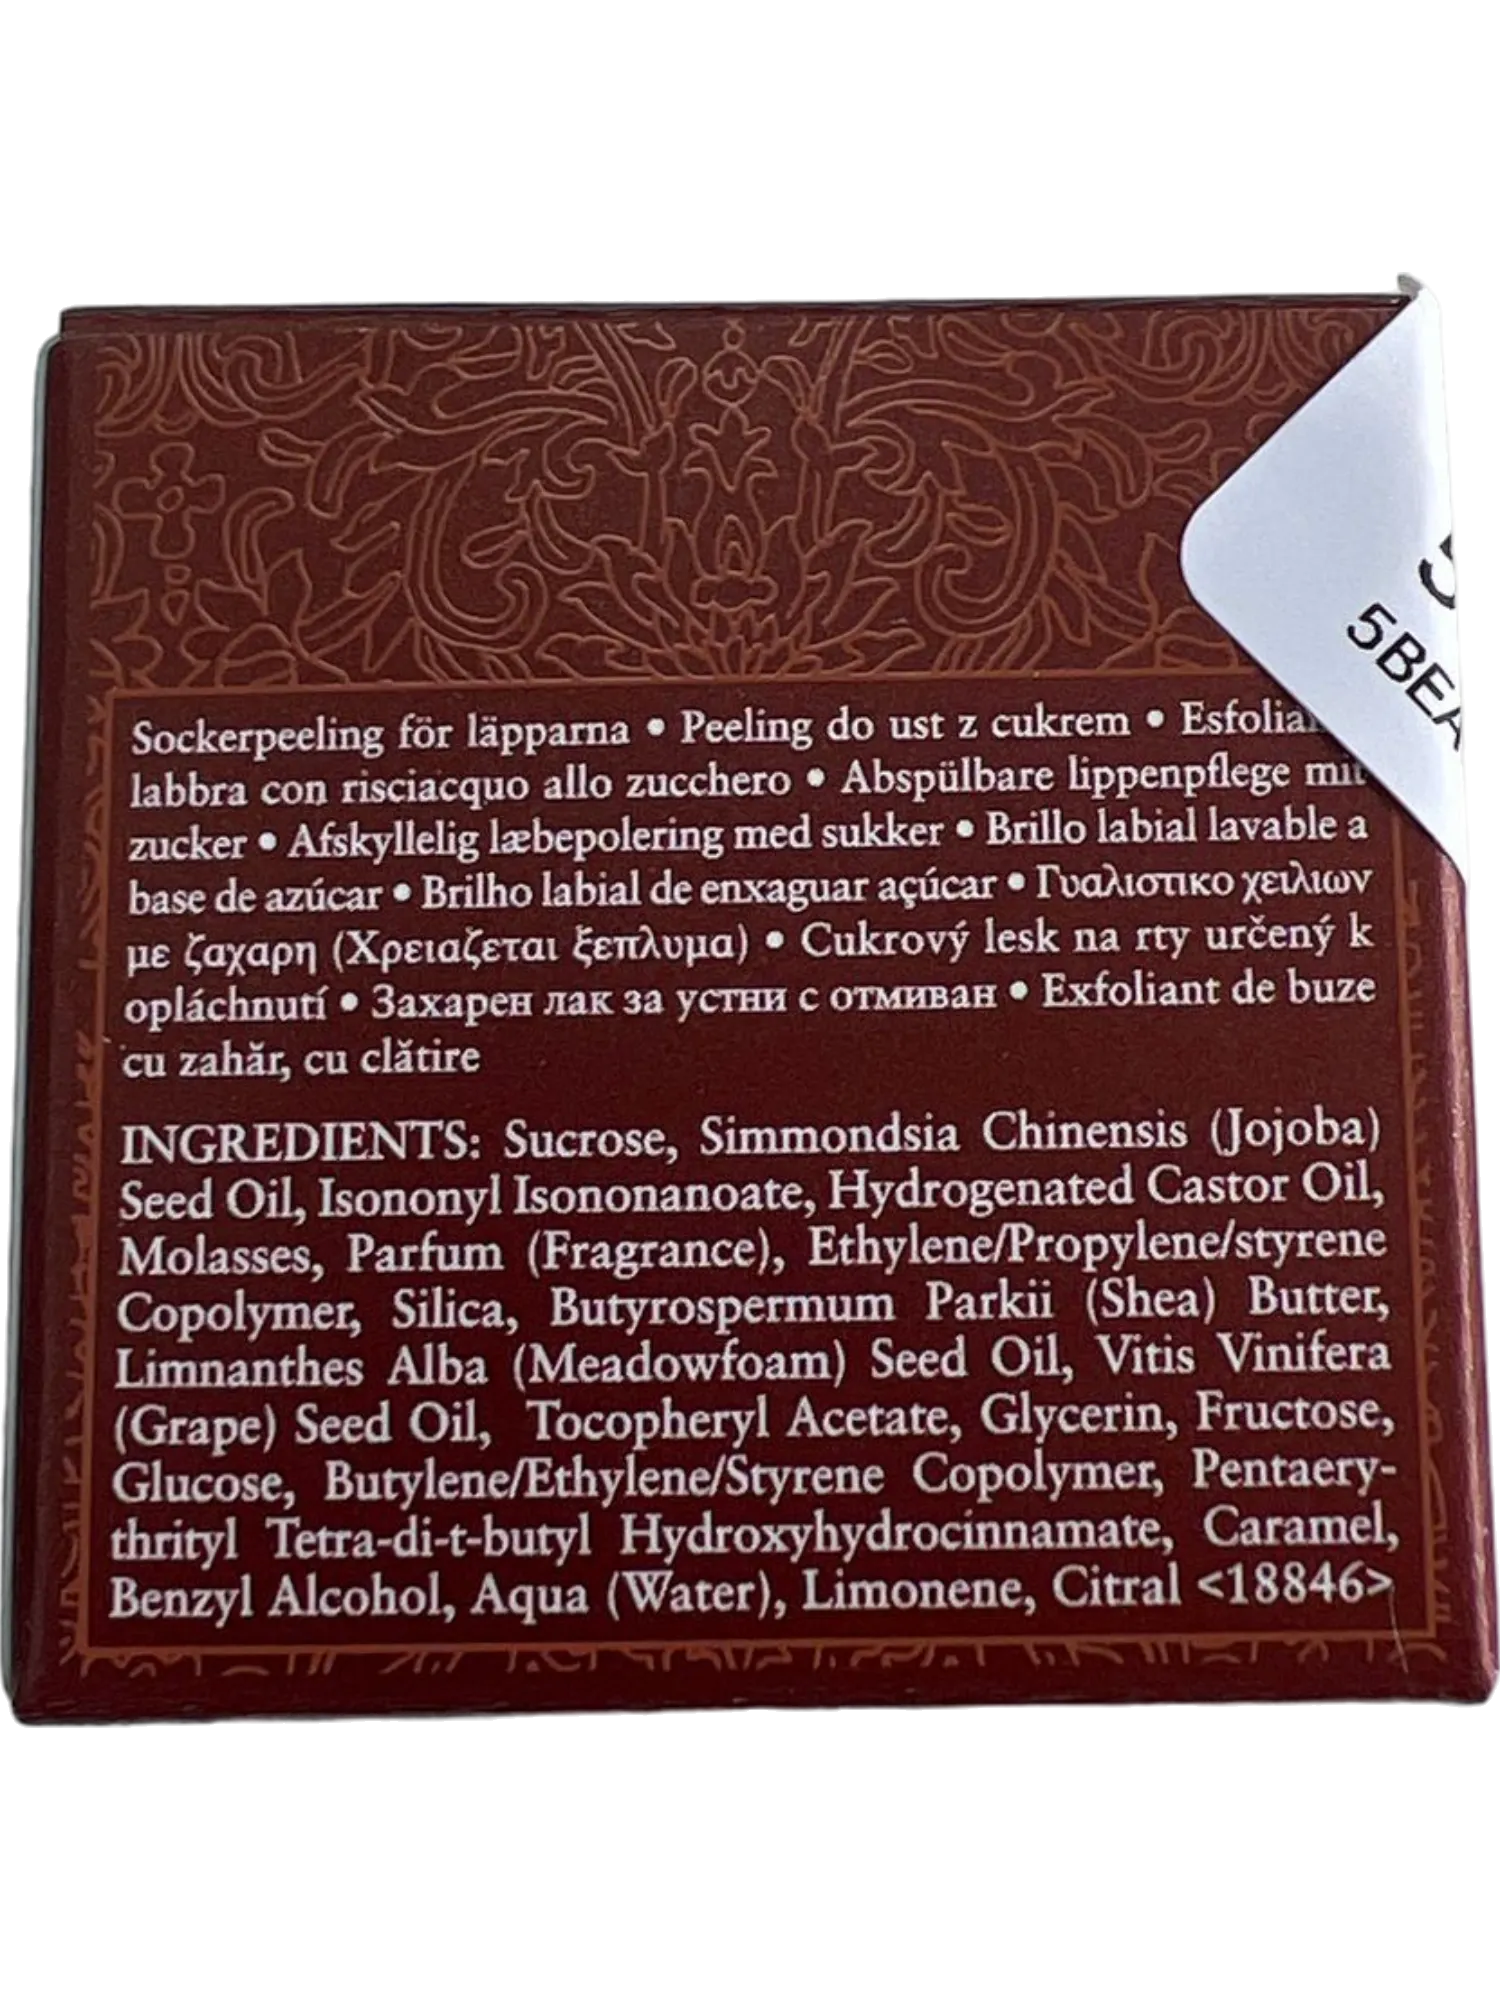 5BEA
Sockerpeeling för läpparna • Peeling do ust z cukrem •
labbra con risciacquo allo zucchero • Abspülbare lippenpflege mit
zucker • Afskyllelig læbepolering med sukker • Brillo labial lavable a
base de azúcar • Brilho labial de enxaguar açúcar • Γυαλιστικο χειλιων
με ζαχαρη (Χρειαζεται ξεπλυμα) • Cukrový lesk na rty určený k
opláchnutí • Захарен лак за устни с отмиван • Exfoliant de buze
cu zahăr, cu clătire
INGREDIENTS: Sucrose, Simmondsia Chinensis (Jojoba)
Seed Oil, Isononyl Isononanoate, Hydrogenated Castor Oil,
Molasses, Parfum (Fragrance), Ethylene/Propylene/styrene
Copolymer, Silica, Butyrospermum Parkii (Shea) Butter,
Limnanthes Alba (Meadowfoam) Seed Oil, Vitis Vinifera
(Grape) Seed Oil, Tocopheryl Acetate, Glycerin, Fructose,
Glucose, Butylene/Ethylene/Styrene Copolymer, Pentaery-
thrityl Tetra-di-t-butyl Hydroxyhydrocinnamate, Caramel,
Benzyl Alcohol, Aqua (Water), Limonene, Citral <18846>